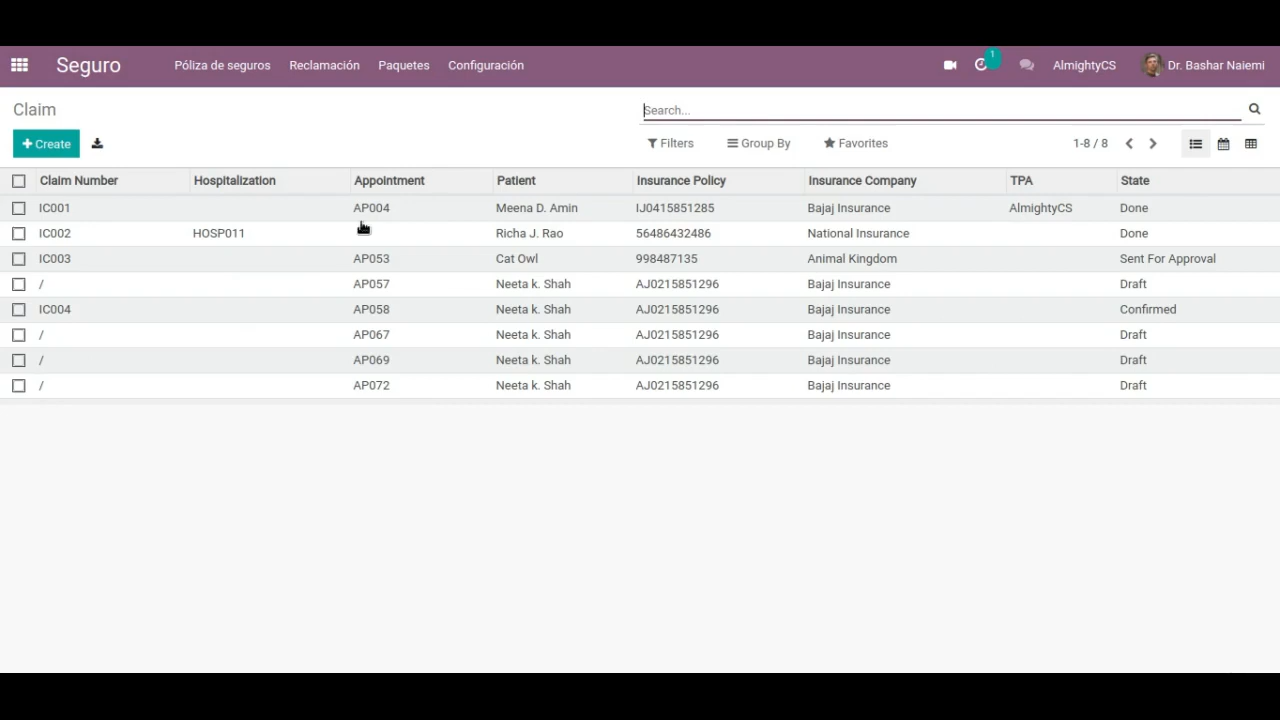 Seguro Póliza de seguros Reclamación Paquetes Configuración 1 AlmightyCS Dr. Bashar Naiemi
Claim Search...
+ Create Filters Group By Favorites 1-8 / 8
Claim Number Hospitalization Appointment Patient Insurance Policy Insurance Company TPA State
IC001 AP004 Meena D. Amin IJ0415851285 Bajaj Insurance AlmightyCS Done
IC002 HOSP011 Richa J. Rao 56486432486 National Insurance Done
IC003 AP053 Cat Owl 998487135 Animal Kingdom Sent For Approval
/ AP057 Neeta k. Shah AJ0215851296 Bajaj Insurance Draft
IC004 AP058 Neeta k. Shah AJ0215851296 Bajaj Insurance Confirmed
/ AP067 Neeta k. Shah AJ0215851296 Bajaj Insurance Draft
/ AP069 Neeta k. Shah AJ0215851296 Bajaj Insurance Draft
/ AP072 Neeta k. Shah AJ0215851296 Bajaj Insurance Draft